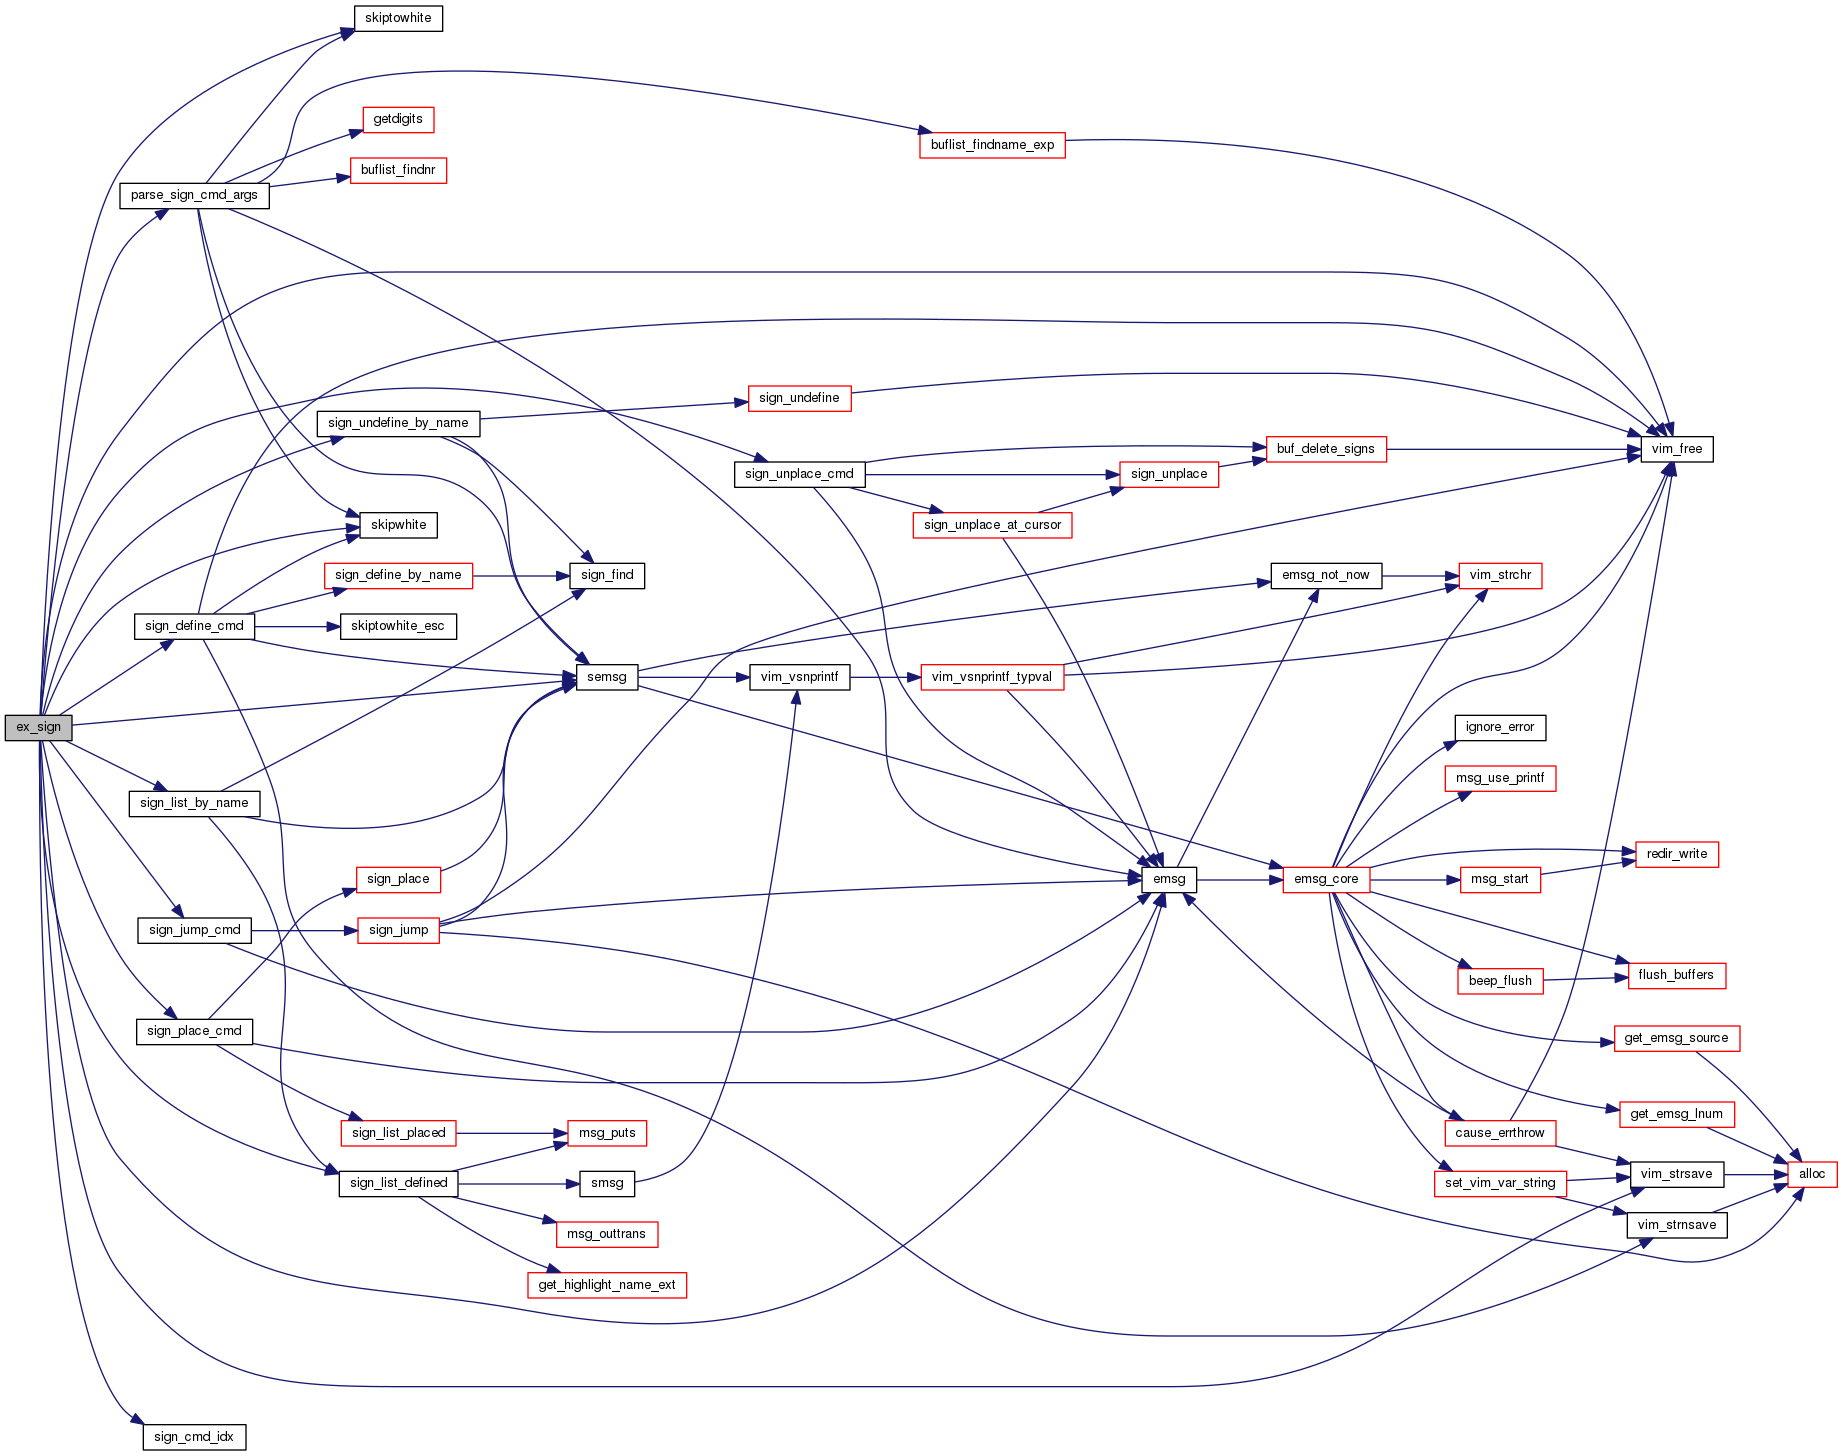 skiptowhite
getdigits
buflist_findname_exp
buflist_findnr
parse_sign_cmd_args
sign_undefine
sign_undefine_by_name
buf_delete_signs
vim_free
sign_unplace_cmd
sign_unplace
skipwhite
sign_unplace_at_cursor
sign_define_by_name
sign_find
emsg_not_now
vim_strchr
sign_define_cmd
skiptowhite_esc
semsg
vim_vsnprintf
vim_vsnprintf_typval
ex_sign
ignore_error
msg_use_printf
sign_list_by_name
redir_write
sign_place
emsg
emsg_core
msg_start
sign_jump_cmd
sign_jump
beep_flush
flush_buffers
sign_place_cmd
get_emsg_source
get_emsg_lnum
sign_list_placed
msg_puts
cause_errthrow
sign_list_defined
smsg
set_vim_var_string
vim_strsave
alloc
msg_outtrans
vim_strnsave
get_highlight_name_ext
sign_cmd_idx